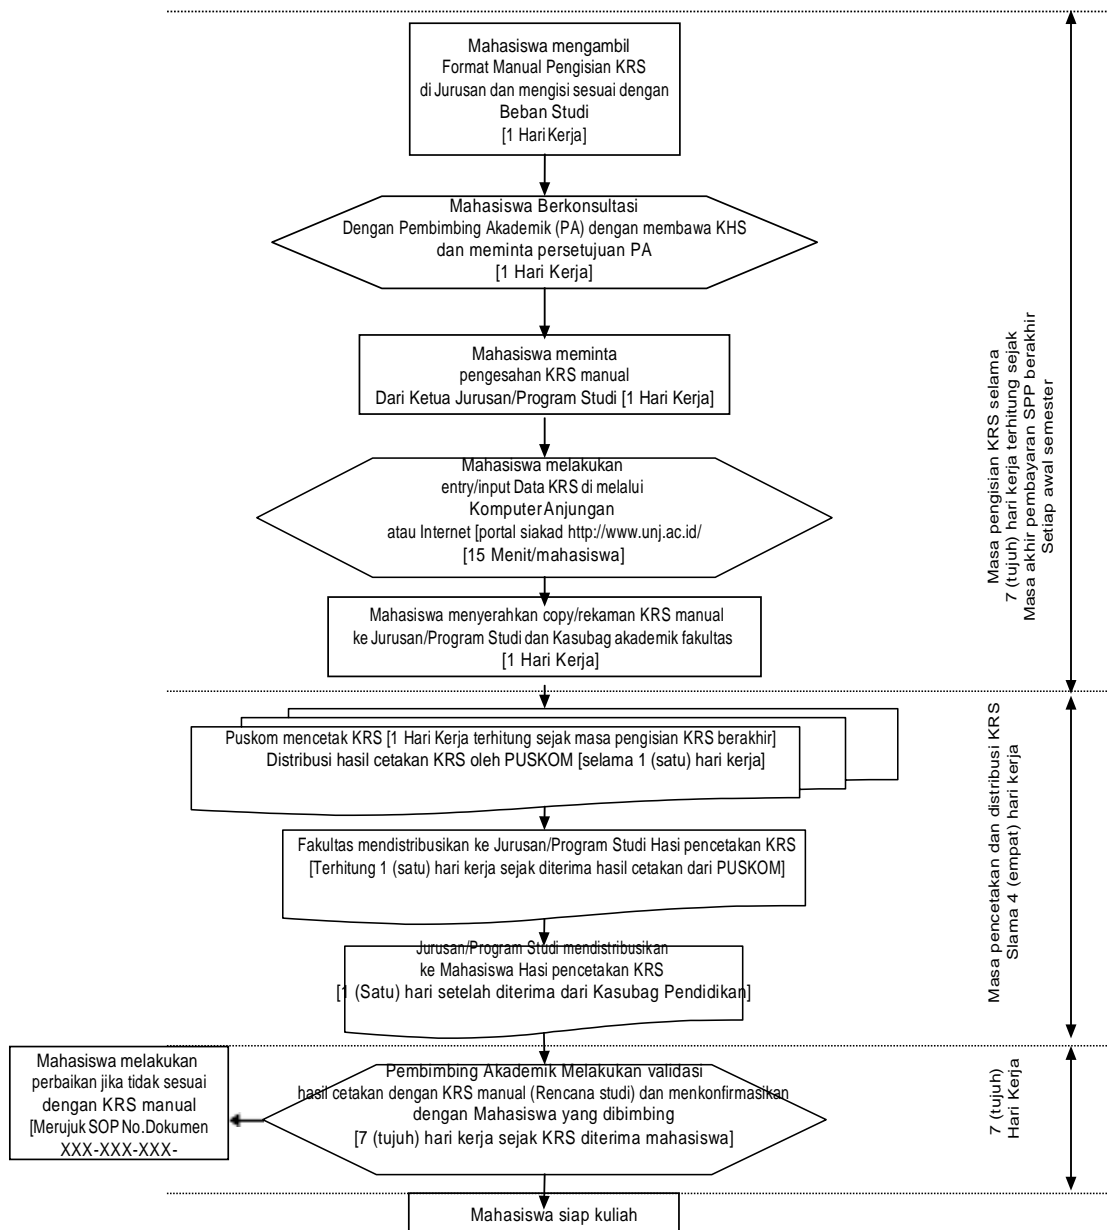 Mahasiswa mengambil
Format Manual Pengisian KRS
di Jurusan dan mengisi sesuai dengan
Beban Studi
[1 Hari Kerja]
Mahasiswa Berkonsultasi
Dengan Pembimbing Akademik (PA) dengan membawa KHS
dan meminta persetujuan PA
[1 Hari Kerja]
Mahasiswa meminta
pengesahan KRS manual
Dari Ketua Jurusan/Program Studi [1 Hari Kerja]
Mahasiswa melakukan
entry/input Data KRS di melalui
Komputer Anjungan
atau Internet [portal siakad http://www.unj.ac.id/
[15 Menit/mahasiswa]
Mahasiswa menyerahkan copy/rekaman KRS manual
ke Jurusan/Program Studi dan Kasubag akademik fakultas
[1 Hari Kerja]
Masa pengisian KRS selama
7 (tujuh) hari kerja terhitung sejak
Masa akhir pembayaran SPP berakhir
Setiap awal semester
Puskom mencetak KRS [1 Hari Kerja terhitung sejak masa pengisian KRS berakhir]
Distribusi hasil cetakan KRS oleh PUSKOM [selama 1 (satu) hari kerja]
Fakultas mendistribusikan ke Jurusan/Program Studi Hasi pencetakan KRS
[Terhitung 1 (satu) hari kerja sejak diterima hasil cetakan dari PUSKOM]
Jurusan/Program Studi mendistribusikan
ke Mahasiswa Hasi pencetakan KRS
[1 (Satu) hari setelah diterima dari Kasubag Pendidikan]
Masa pencetakan dan distribusi KRS
Slama 4 (empat) hari kerja
Mahasiswa melakukan
perbaikan jika tidak sesuai
dengan KRS manual
[Merujuk SOP No.Dokumen
XXX-XXX-XXX-
Pembimbing Akademik Melakukan validasi
hasil cetakan dengan KRS manual (Rencana studi) dan menkonfirmasikan
dengan Mahasiswa yang dibimbing
[7 (tujuh) hari kerja sejak KRS diterima mahasiswa]
7 (tujuh)
Hari Kerja
Mahasiswa siap kuliah